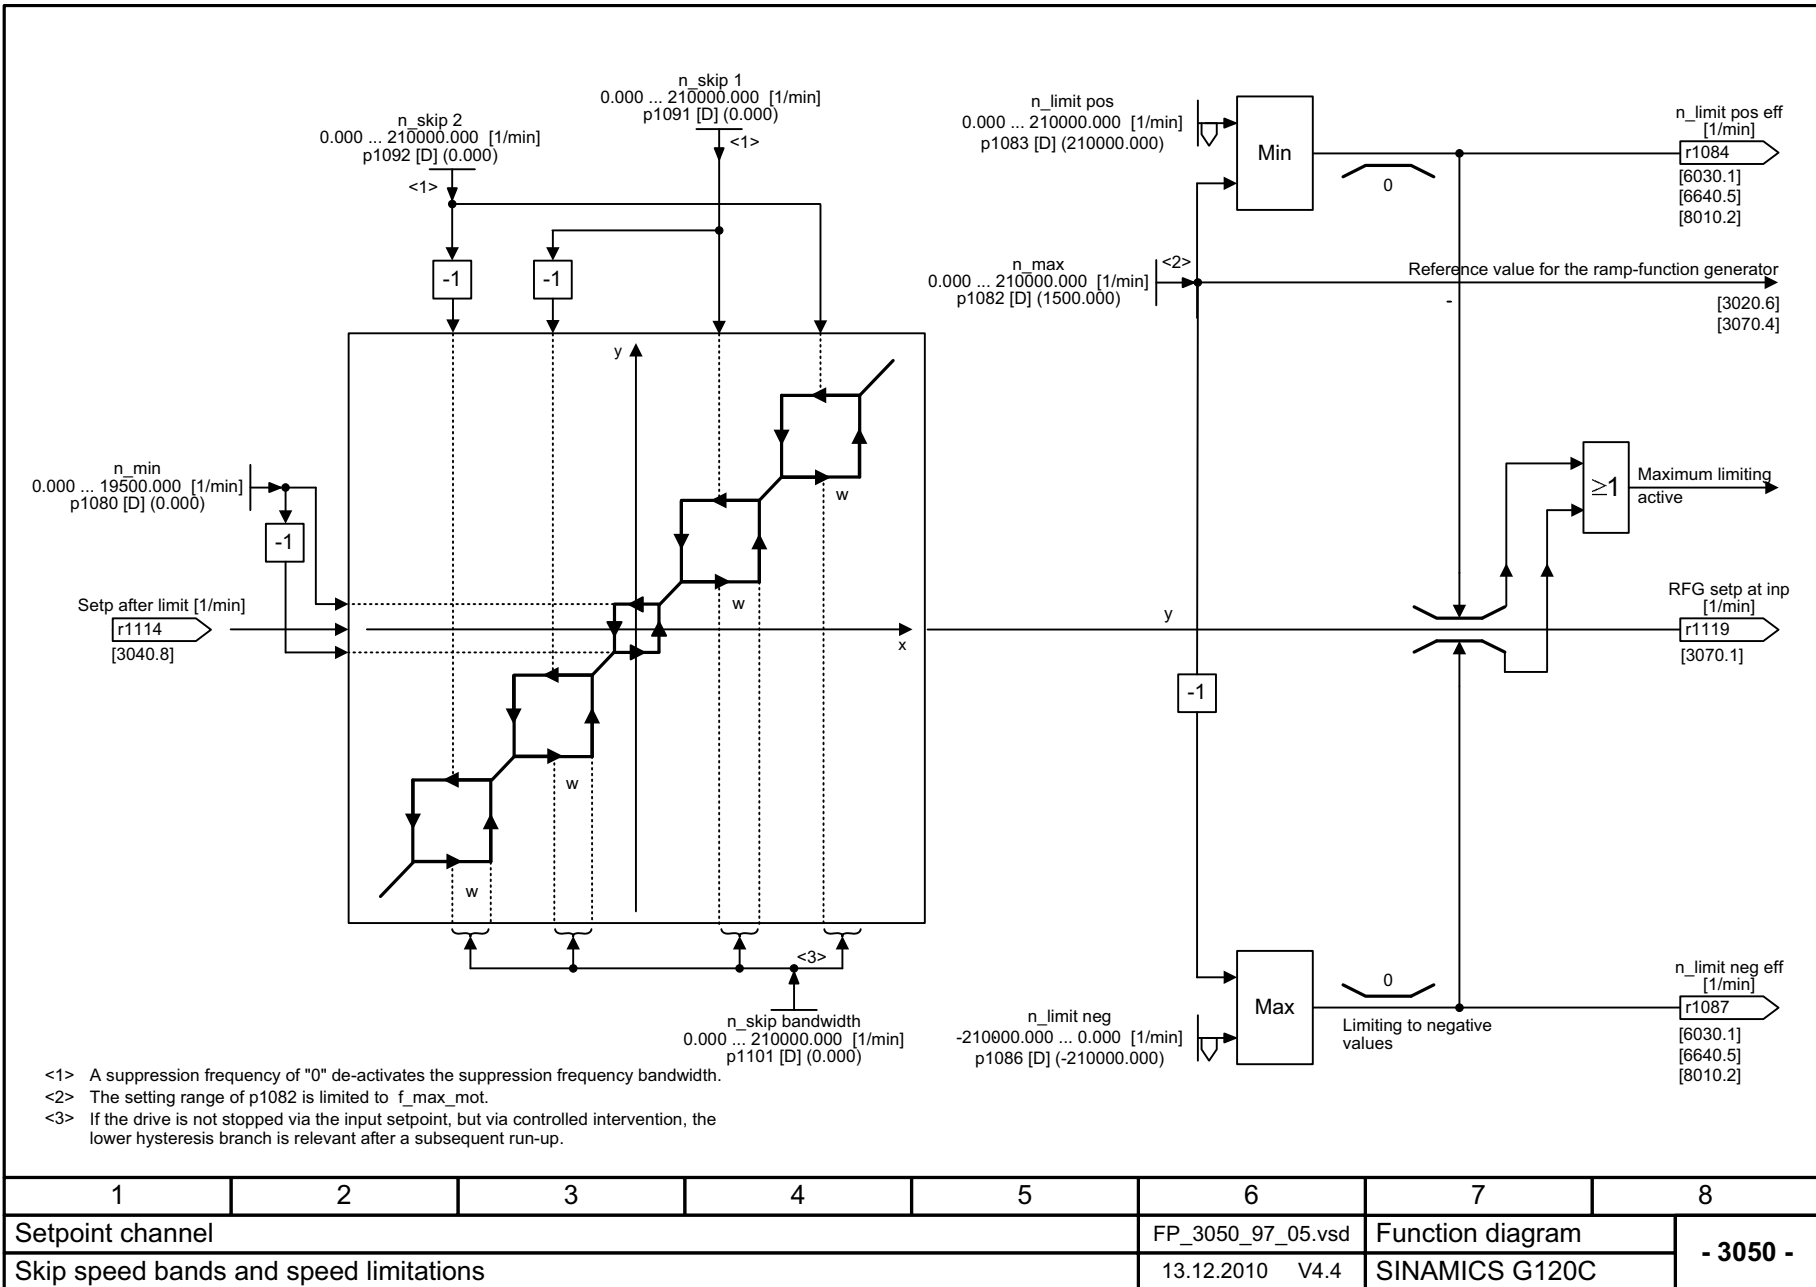 n_skip 1
0.000 ... 210000.000 [1/min]
p1091 [D] (0.000)
<1>
n_skip 2
0.000 ... 210000.000 [1/min]
p1092 [D] (0.000)
<1>
-1
-1
n_min
0.000 ... 19500.000 [1/min]
p1080 [D] (0.000)
-1
Setp after limit [1/min]
r1114
[3040.8]
y
x
w
w
w
w
<3>
n_skip bandwidth
0.000 ... 210000.000 [1/min]
p1101 [D] (0.000)
n_limit pos
0.000 ... 210000.000 [1/min]
p1083 [D] (210000.000)
Min
0
n_limit pos eff
[1/min]
r1084
[6030.1]
[6640.5]
[8010.2]
n_max
0.000 ... 210000.000 [1/min]
p1082 [D] (1500.000)
<2>
Reference value for the ramp-function generator
[3020.6]
[3070.4]
-
≥1
Maximum limiting
active
y
RFG setp at inp
[1/min]
r1119
[3070.1]
-1
n_limit neg
-210000.000 ... 0.000 [1/min]
p1086 [D] (-210000.000)
Max
0
Limiting to negative
values
n_limit neg eff
[1/min]
r1087
[6030.1]
[6640.5]
[8010.2]
<1> A suppression frequency of "0" de-activates the suppression frequency bandwidth.
<2> The setting range of p1082 is limited to f_max_mot.
<3> If the drive is not stopped via the input setpoint, but via controlled intervention, the
lower hysteresis branch is relevant after a subsequent run-up.
1 2 3 4 5 6 7 8
Setpoint channel FP_3050_97_05.vsd Function diagram
- 3050 -
Skip speed bands and speed limitations 13.12.2010 V4.4 SINAMICS G120C